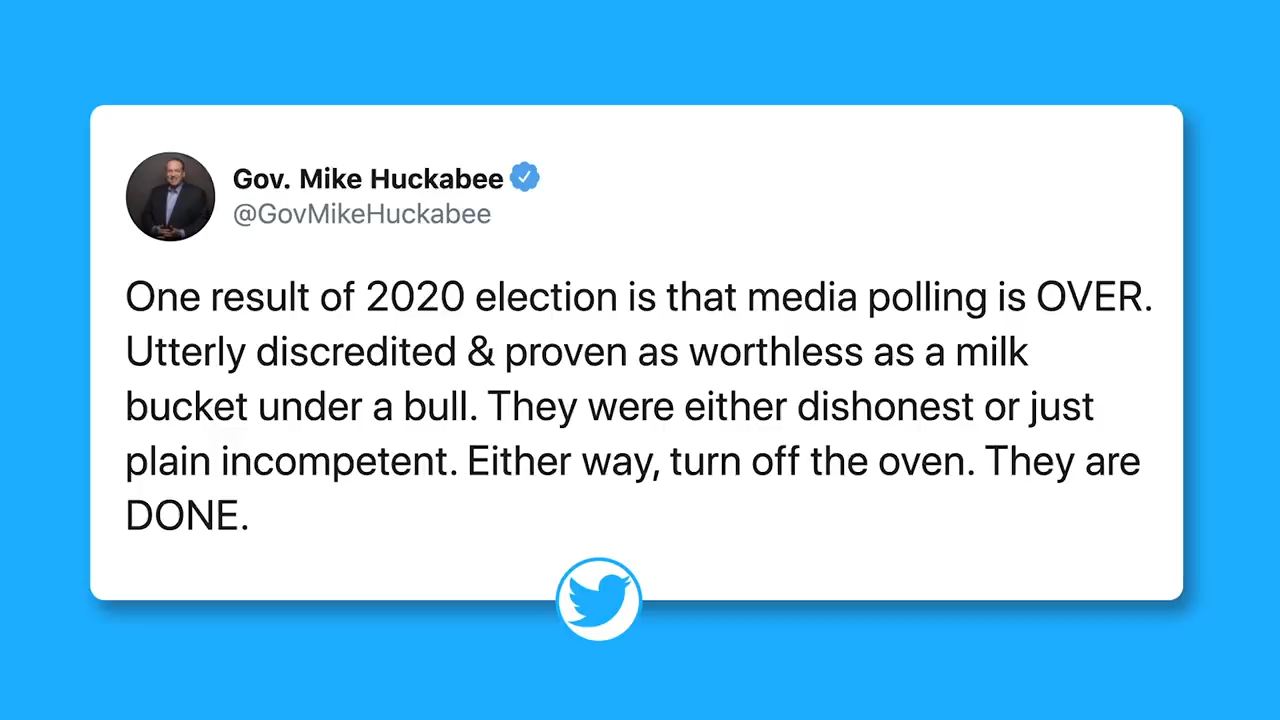 Gov. Mike Huckabee
@GovMikeHuckabee
One result of 2020 election is that media polling is OVER.
Utterly discredited & proven as worthless as a milk
bucket under a bull. They were either dishonest or just
plain incompetent. Either way, turn off the oven. They are
DONE.